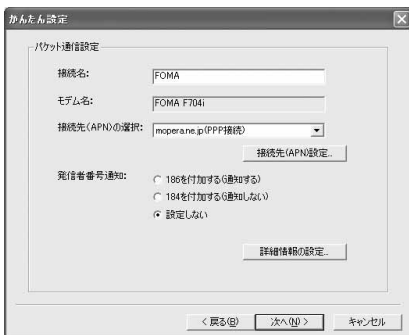 かんたん設定
パケット通信設定
接続名: FOMA
モデム名: FOMA F704i
接続先(APN)の選択: mopera.ne.jp(PPP接続)
接続先(APN)設定...
発信者番号通知: 186を付加する(通知する)
184を付加する(通知しない)
設定しない
詳細情報の設定...
< 戻る(B) 次へ(N) > キャンセル